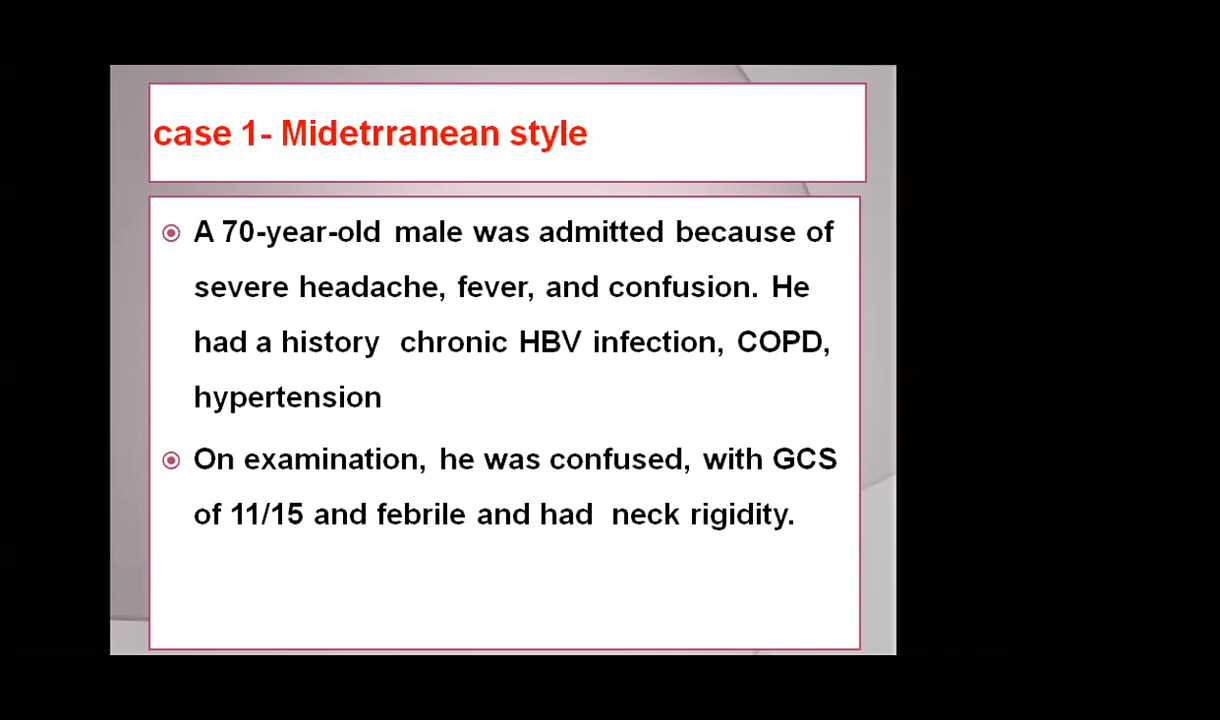 case 1- Midetrranean style
A 70-year-old male was admitted because of
severe headache, fever, and confusion. He
had a history chronic HBV infection, COPD,
hypertension
On examination, he was confused, with GCS
of 11/15 and febrile and had neck rigidity.